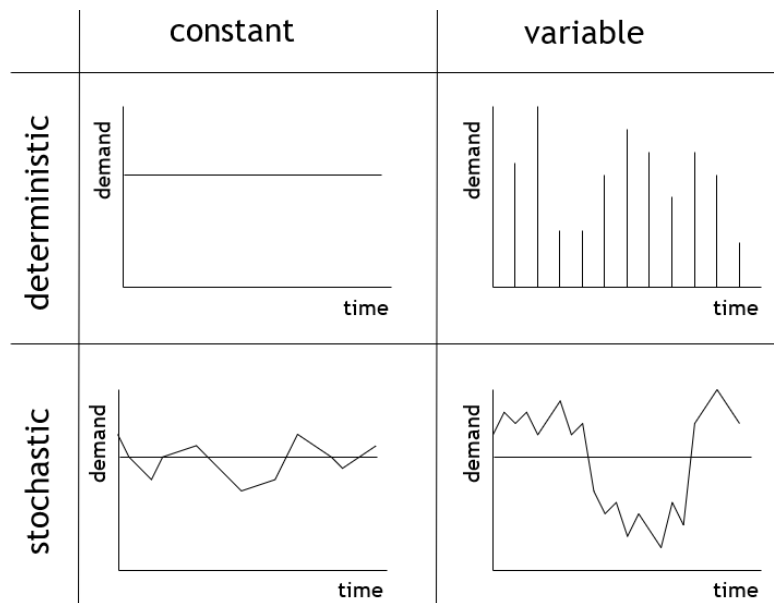 constant
variable
deterministic
demand
time
demand
time
stochastic
demand
time
demand
time